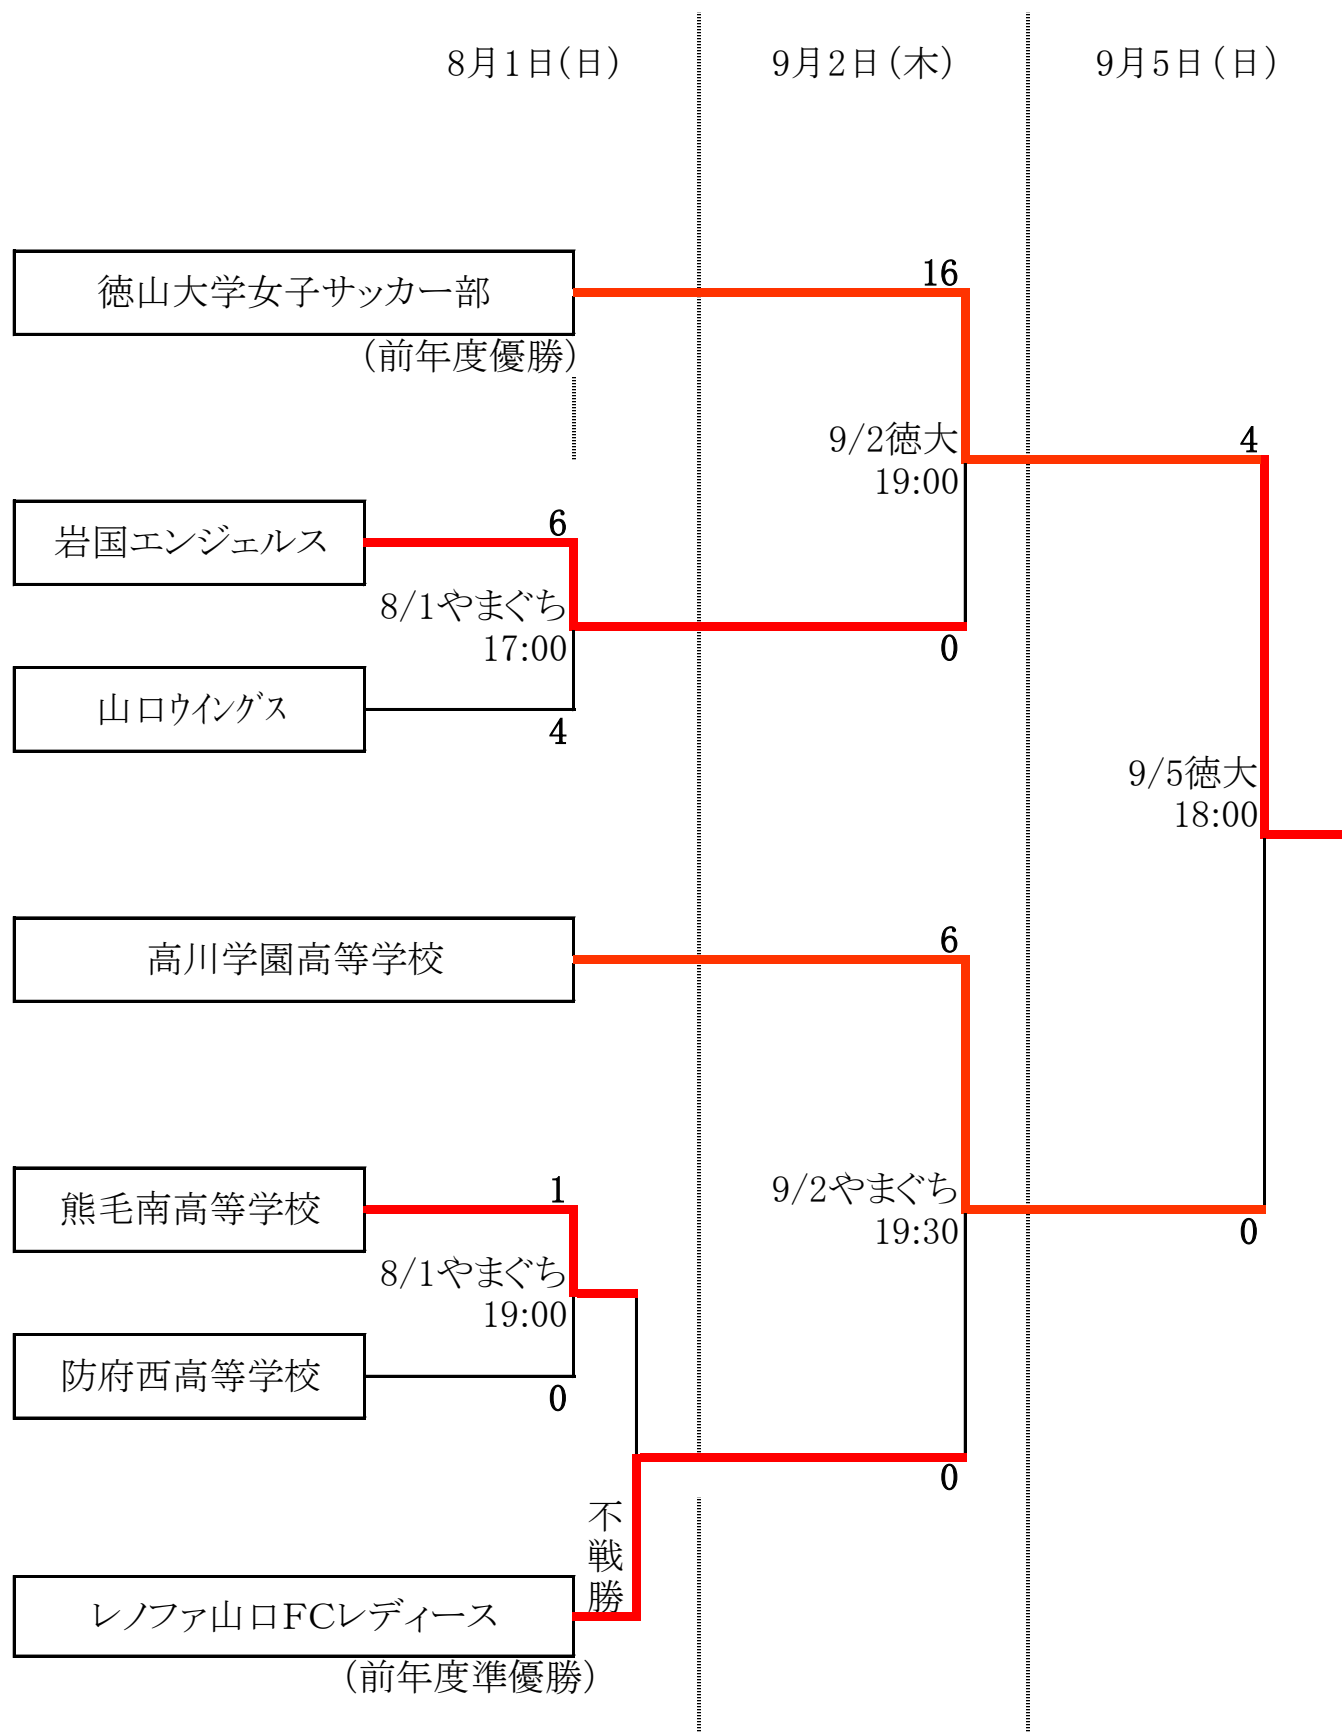 8月1日(日)
9月2日(木)
9月5日(日)
16
徳山大学女子サッカー部
(前年度優勝)
9/2徳大
19:00
4
6
岩国エンジェルス
8/1やまぐち
17:00
0
山口ウイングス
4
9/5徳大
18:00
6
高川学園高等学校
1
熊毛南高等学校
9/2やまぐち
19:30
0
8/1やまぐち
19:00
防府西高等学校
0
0
不戦勝
レノファ山口FCレディース
(前年度準優勝)